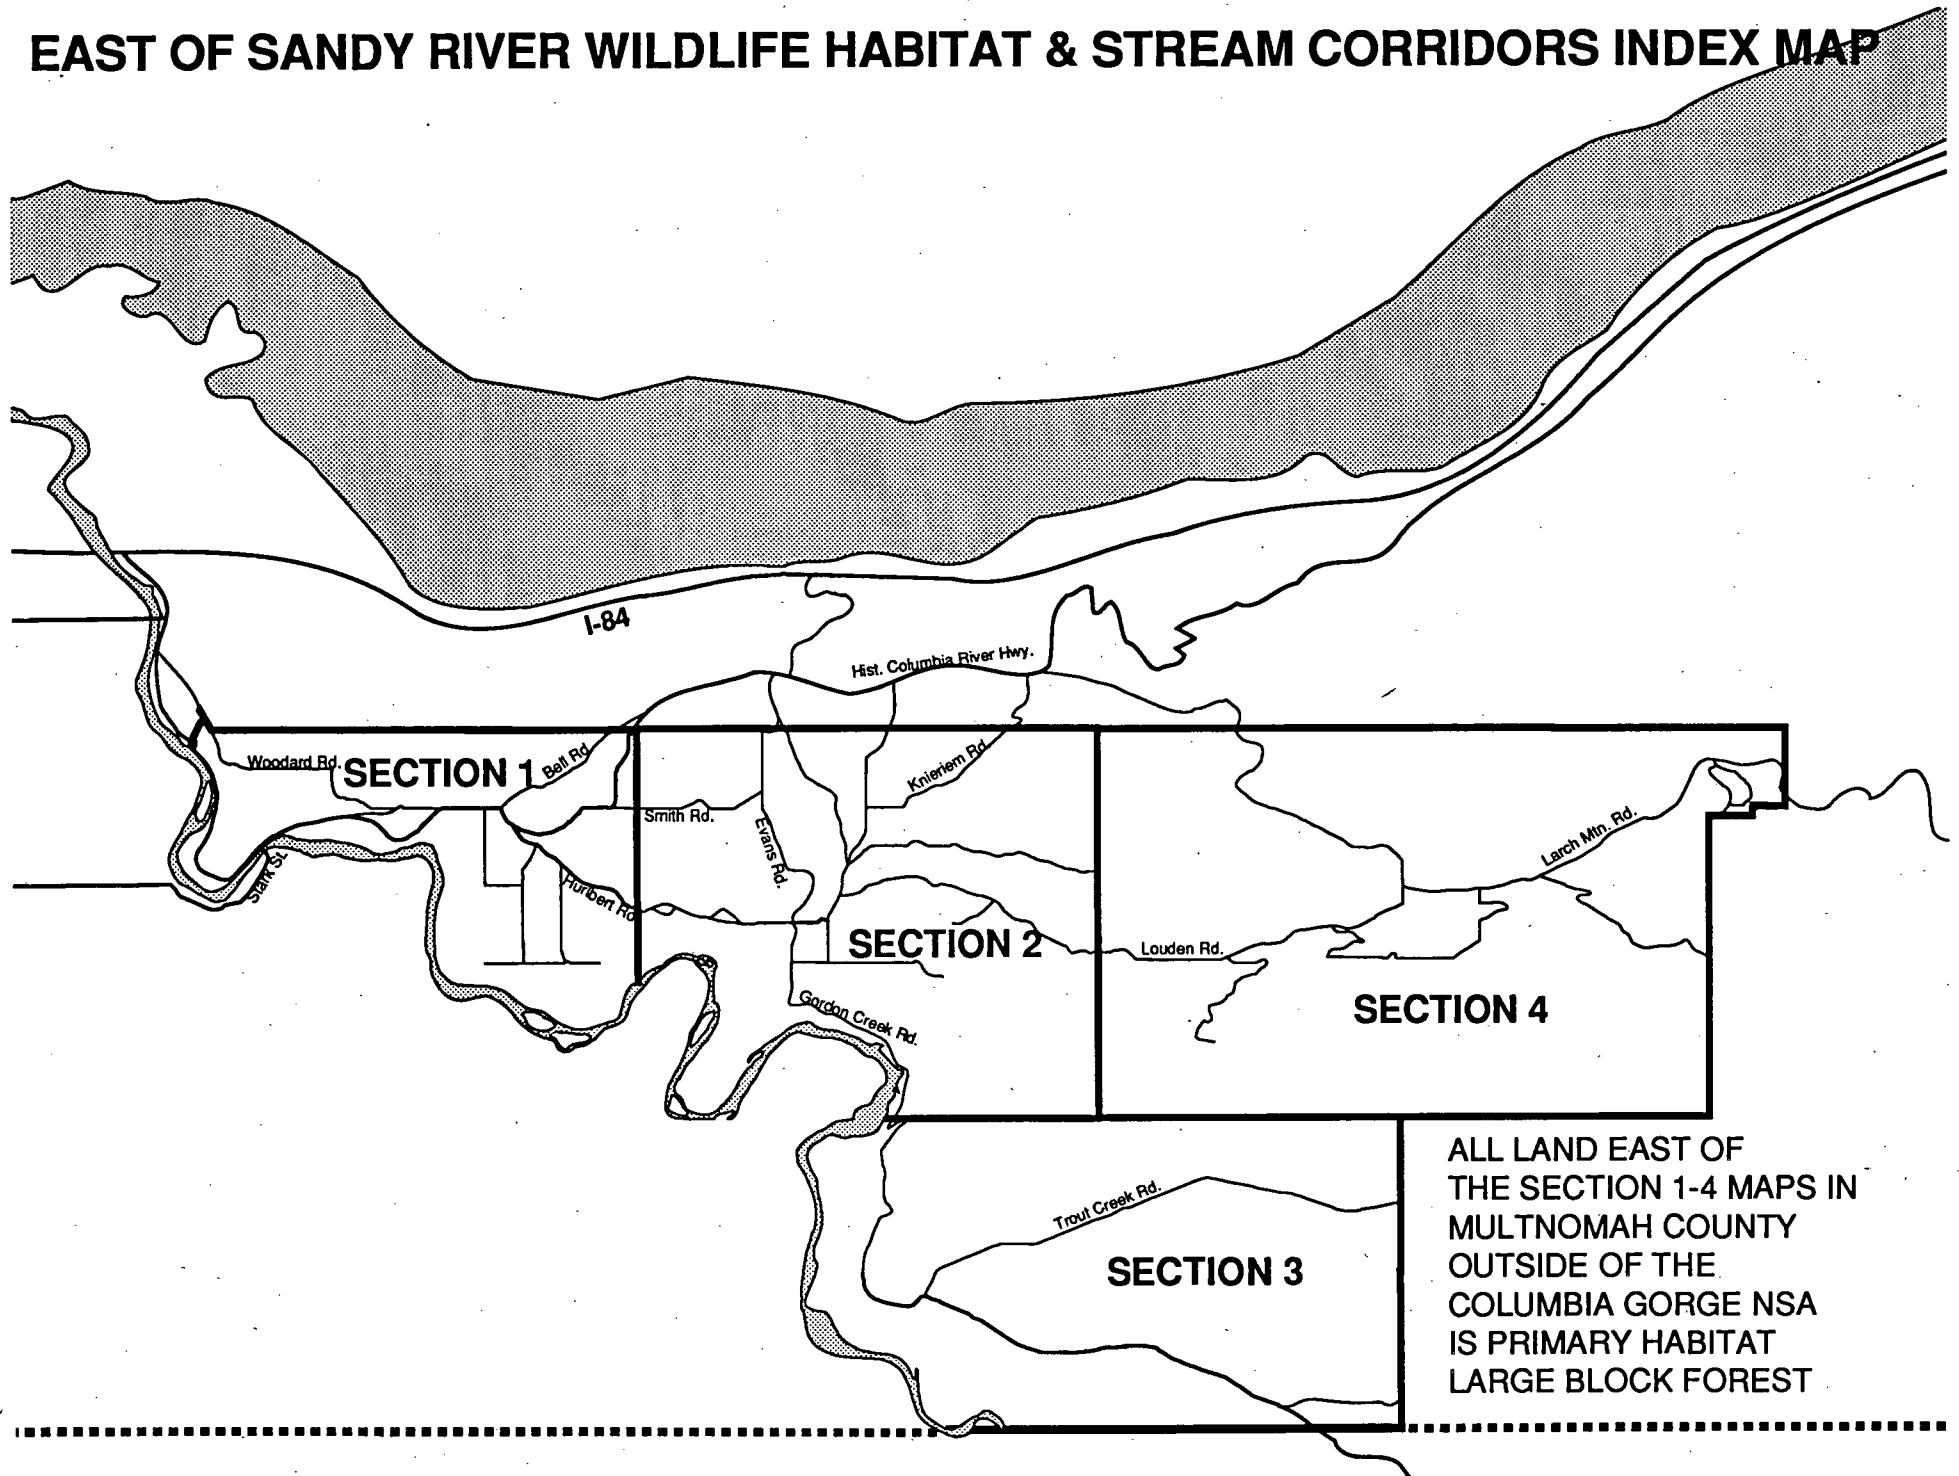 EAST OF SANDY RIVER WILDLIFE HABITAT & STREAM CORRIDORS INDEX MAP
I-84
Hist. Columbia River Hwy.
Woodard Rd.
SECTION 1
Bell Rd.
Knieriem Rd.
Smith Rd.
Evans Rd.
Larch Mtn. Rd.
Stark St.
Hurlbert Rd.
SECTION 2
Louden Rd.
Gordon Creek Rd.
SECTION 4
ALL LAND EAST OF
THE SECTION 1-4 MAPS IN
MULTNOMAH COUNTY
OUTSIDE OF THE
COLUMBIA GORGE NSA
IS PRIMARY HABITAT
LARGE BLOCK FOREST
Trout Creek Rd.
SECTION 3